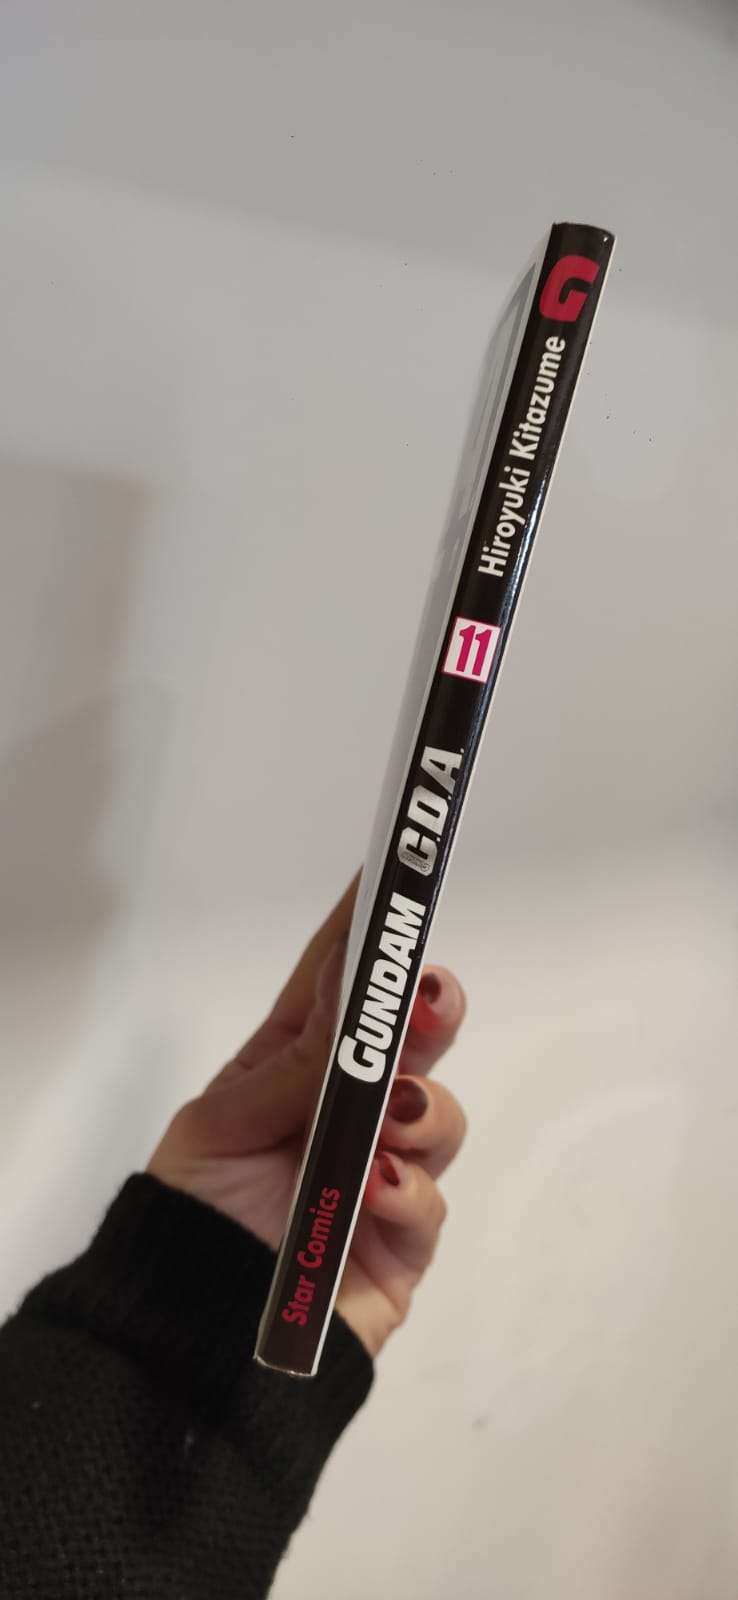 Star Comics
GUNDAM C.D.A.
11
Hiroyuki Kitazume
G